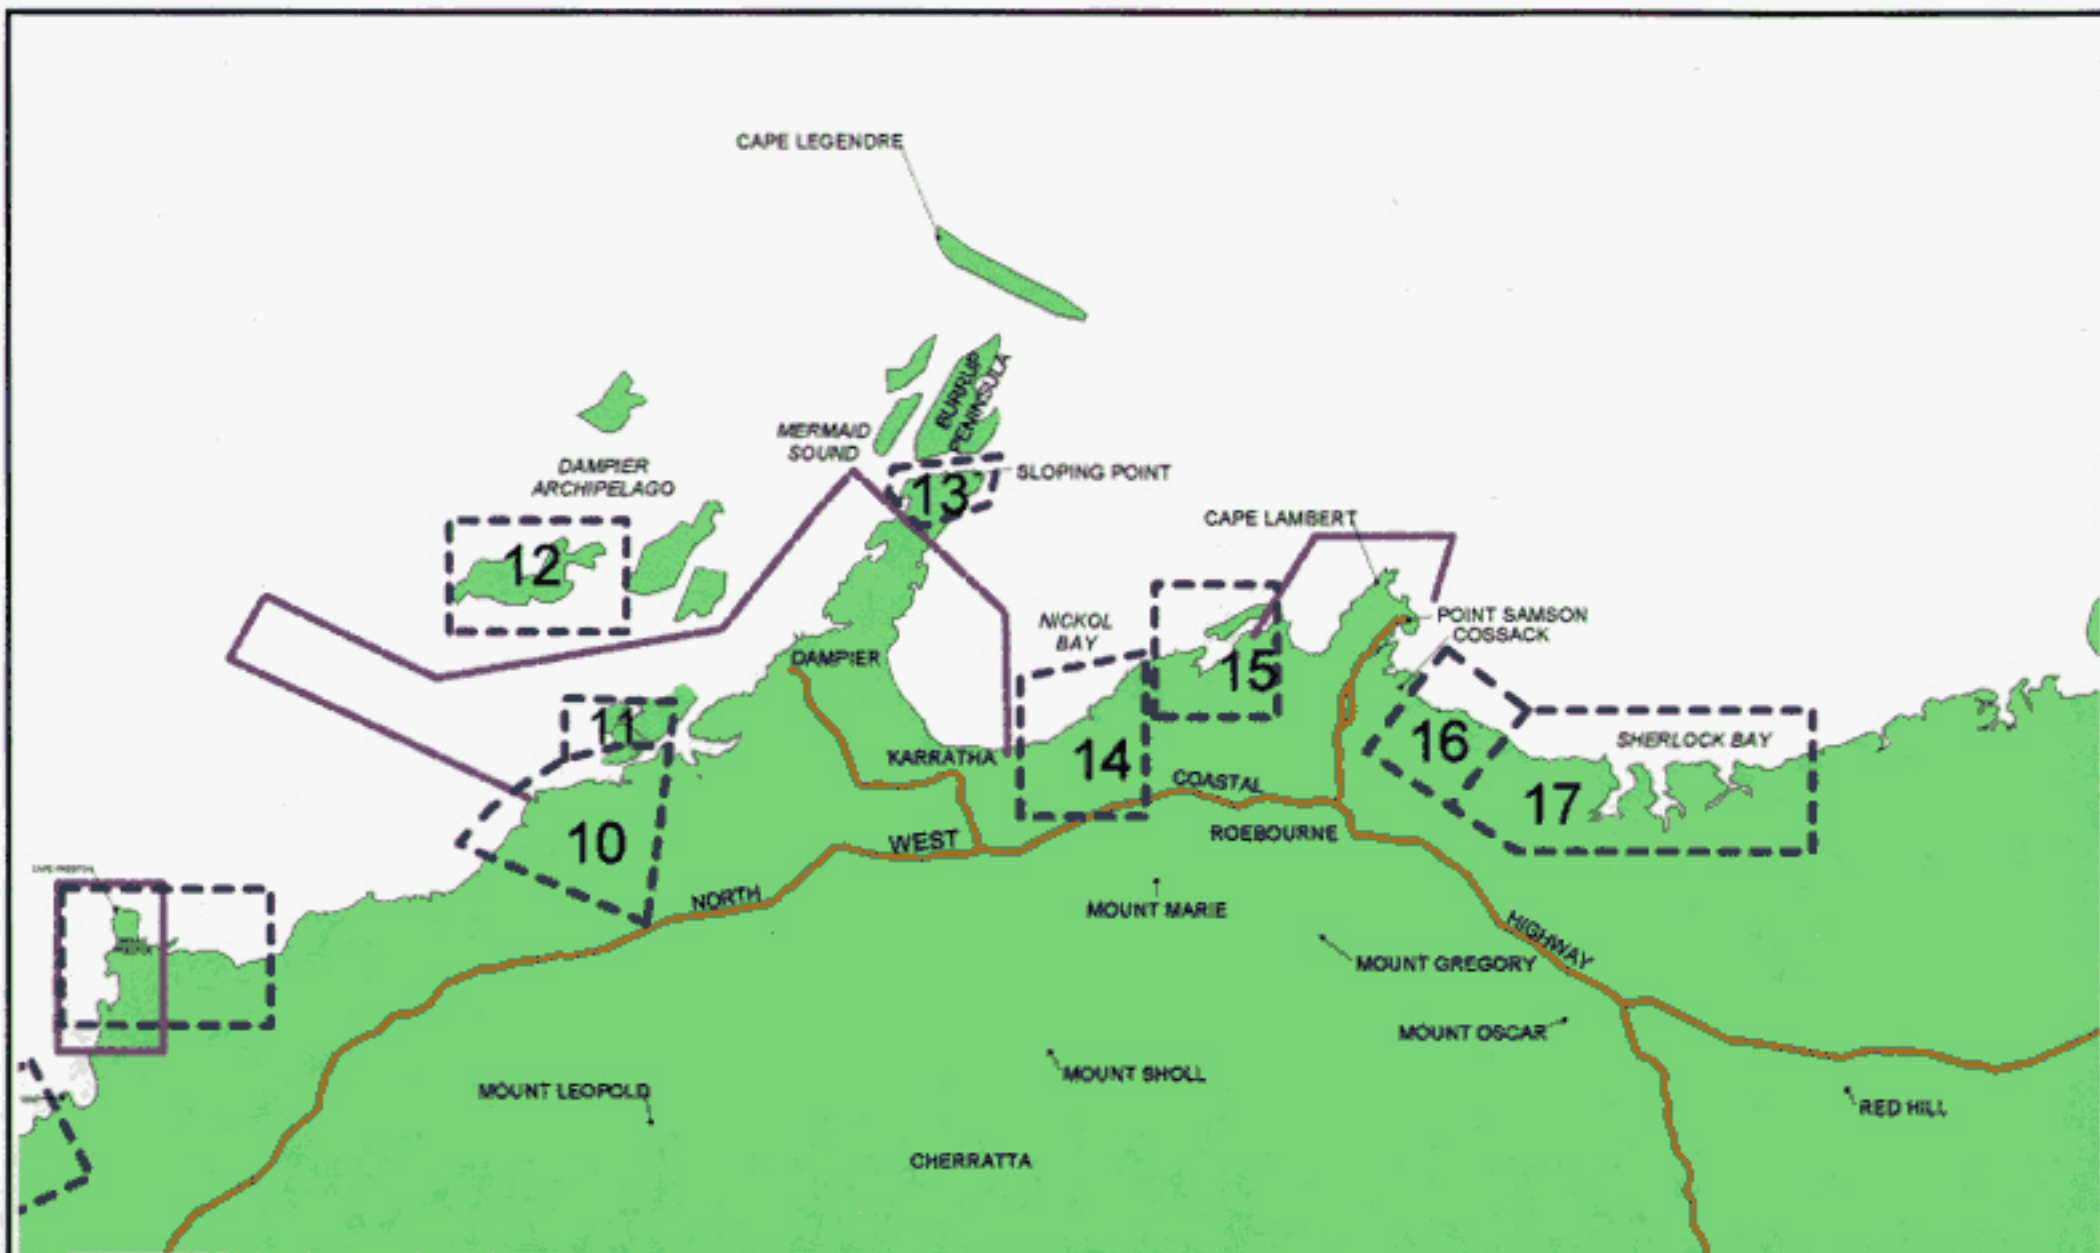 CAPE LEGENDRE
BURRUP
PENINSULA
MERMAID
SOUND
DAMPIER
ARCHIPELAGO
SLOPING POINT
13
CAPE LAMBERT
12
NICKOL
BAY
POINT SAMSON
COSSACK
DAMPIER
15
11
KARRATHA
14
16
SHERLOCK BAY
COASTAL
17
10
WEST
ROEBOURNE
NORTH
MOUNT MARIE
HIGHWAY
MOUNT GREGORY
MOUNT OSCAR
MOUNT SHOLL
MOUNT LEOPOLD
RED HILL
CHERRATTA